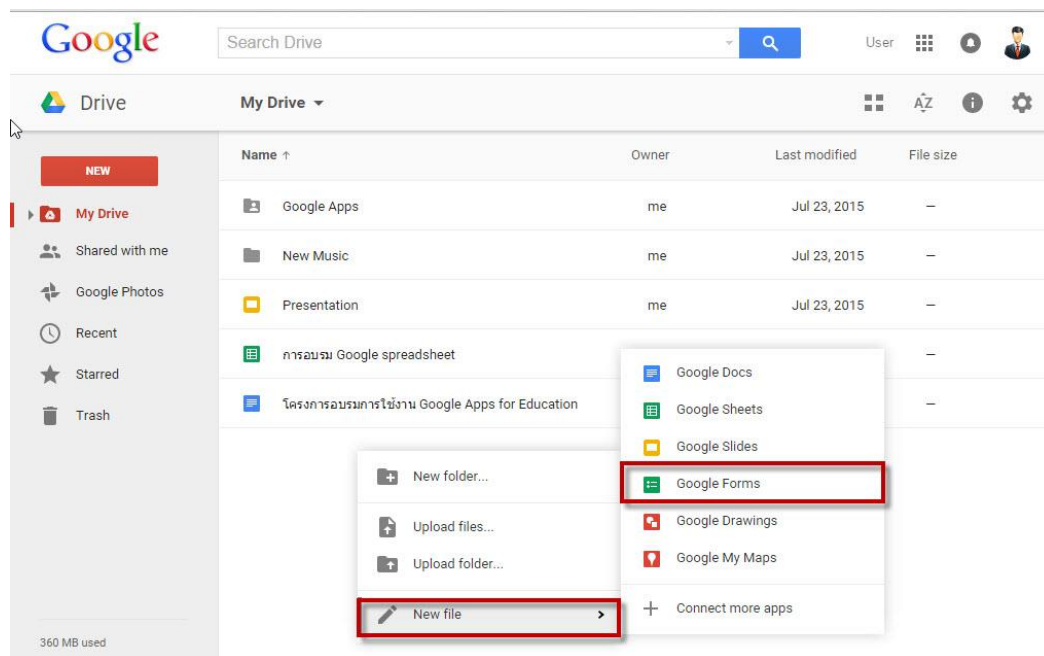 Google
Search Drive
User
Drive
My Drive
AZ
NEW
Name ↑ Owner Last modified File size
My Drive
Shared with me
Google Photos
Recent
Starred
Trash
Google Apps me Jul 23, 2015 —
New Music me Jul 23, 2015 —
Presentation me Jul 23, 2015 —
การอบรม Google spreadsheet —
โครงการอบรมการใช้งาน Google Apps for Education —
New folder...
Upload files...
Upload folder...
New file
Google Docs
Google Sheets
Google Slides
Google Forms
Google Drawings
Google My Maps
Connect more apps
360 MB used